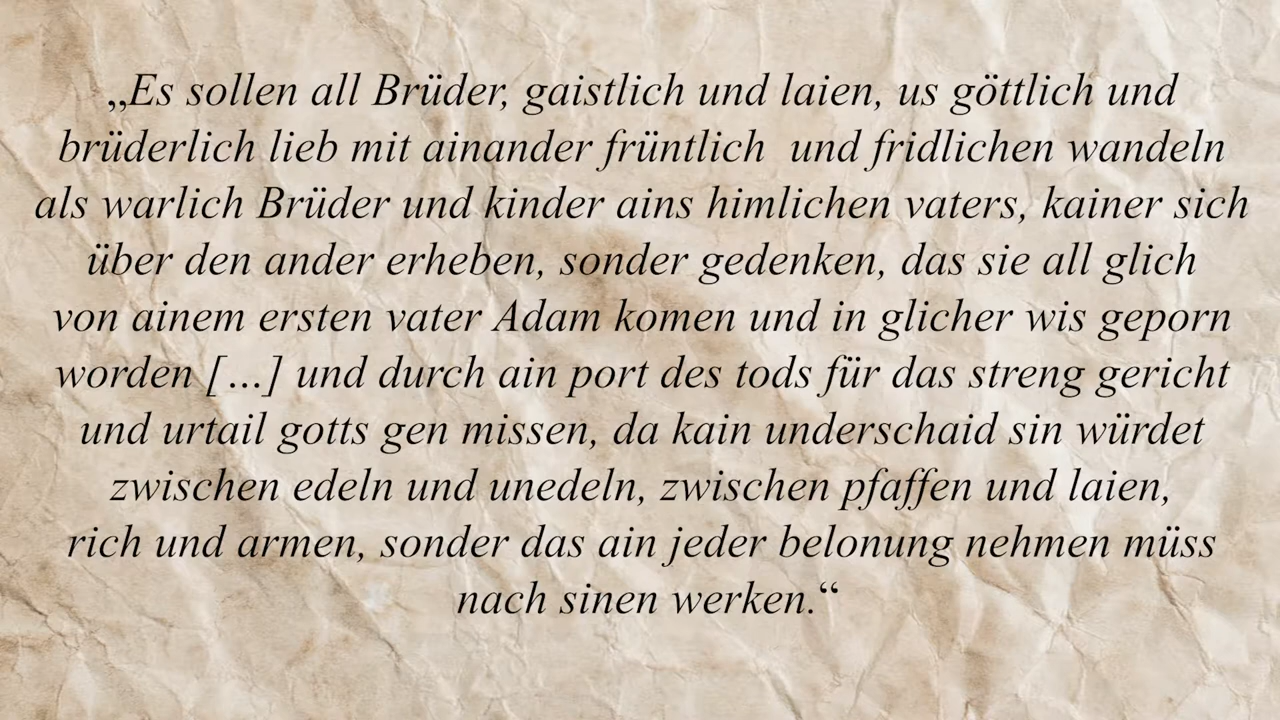 „Es sollen all Brüder, gaistlich und laien, us göttlich und
brüderlich lieb mit ainander früntlich und fridlichen wandeln
als warlich Brüder und kinder ains himlichen vaters, kainer sich
über den ander erheben, sonder gedenken, das sie all glich
von ainem ersten vater Adam komen und in glicher wis geporn
worden [...] und durch ain port des tods für das streng gericht
und urtail gotts gen missen, da kain underschaid sin würdet
zwischen edeln und unedeln, zwischen pfaffen und laien,
rich und armen, sonder das ain jeder belonung nehmen müss
nach sinen werken.“